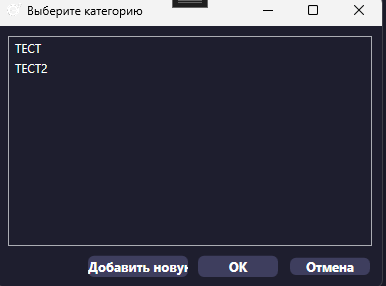 Выберите категорию
ТЕСТ
ТЕСТ2
Добавить новую
OK
Отмена